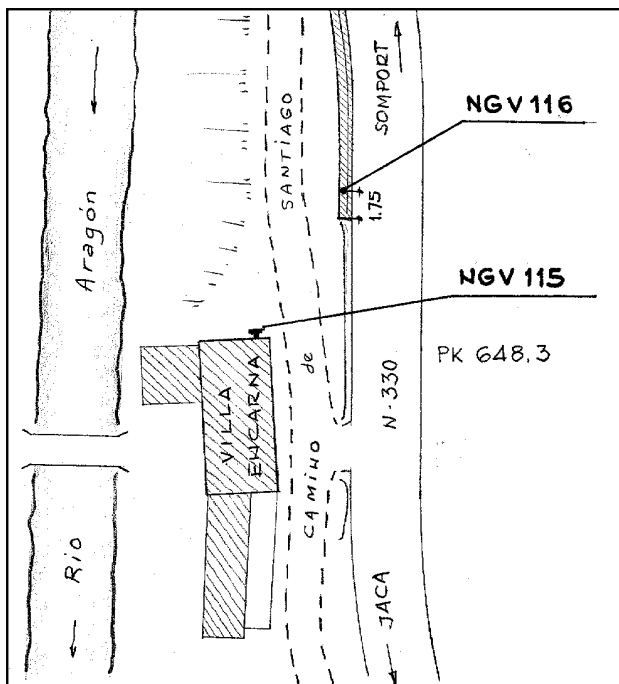 SOMPORT
NGV 116
SANTIAGO
1.75
Aragón
NGV 115
de
PK 648,3
VILLA
ENCARNA
N-330
CAMINO
Rio
JACA